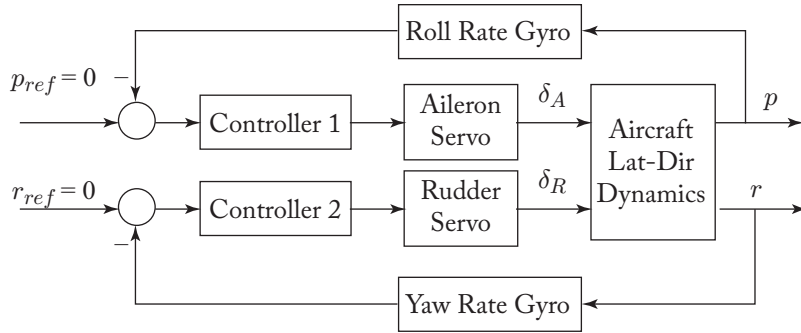 Roll Rate Gyro
p_ref = 0
−
Controller 1
Aileron
Servo
δ_A
Aircraft
Lat-Dir
Dynamics
p
r_ref = 0
−
Controller 2
Rudder
Servo
δ_R
r
Yaw Rate Gyro